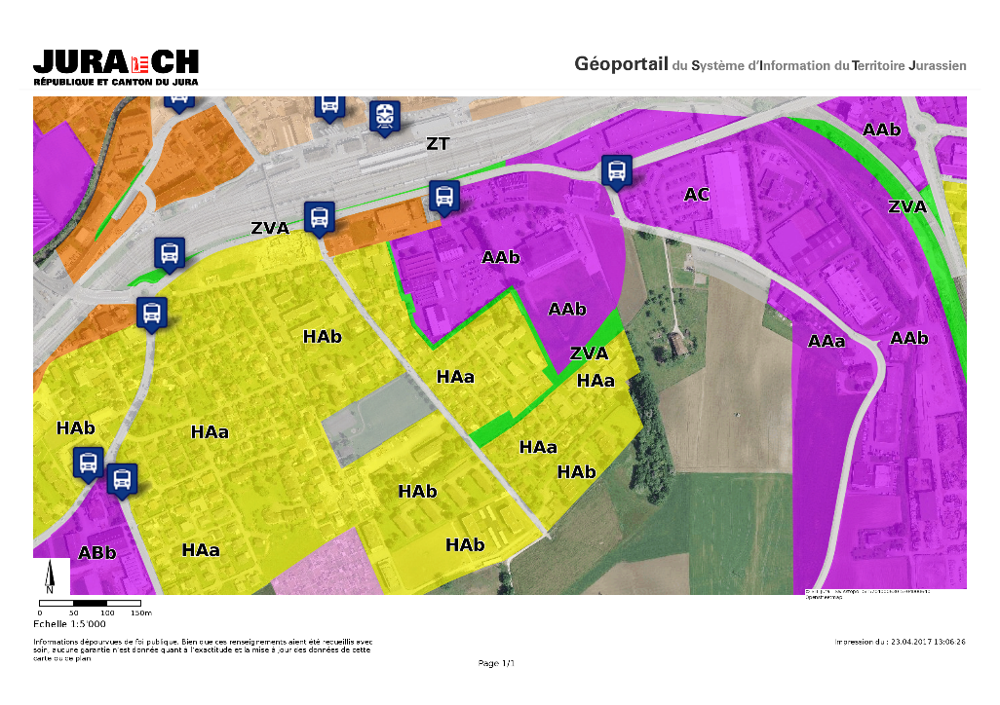 JURA CH
RÉPUBLIQUE ET CANTON DU JURA
Géoportail du Système d'Information du Territoire Jurassien
ZT
AAb
AC
ZVA
ZVA
AAb
AAb
HAb
AAa
AAb
ZVA
HAa
HAa
HAb
HAa
HAa
HAb
HAb
HAb
HAa
ABb
N
0 50 100 150m
Echelle 1:5'000
Informations dépourvues de foi publique. Bien que ces renseignements aient été recueillis avec
soin, aucune garantie n'est donnée quant à l'exactitude et la mise à jour des données de cette
carte ou ce plan.
Openstreetmap
Impression du : 23.04.2017 13:06:26
Page 1/1